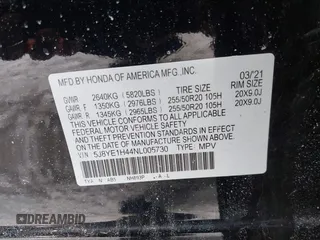 MFD. BY HONDA OF AMERICA MFG., INC. 03/21
GVWR 2640KG (5820LBS) TIRE SIZE RIM SIZE
GAWR F 1350KG (2976LBS) 255/50R20 105H 20X9.0J
GAWR R 1345KG (2965LBS) 255/50R20 105H 20X9.0J
THIS VEHICLE CONFORMS TO ALL APPLICABLE FEDERAL
MOTOR VEHICLE SAFETY AND THEFT PREVENTION STANDARDS
IN EFFECT ON THE DATE OF MANUFACTURE SHOWN ABOVE.
V.I.N: 5J8YE1H44NL005730 TYPE: MPV
NH893P A L
DREAMBID